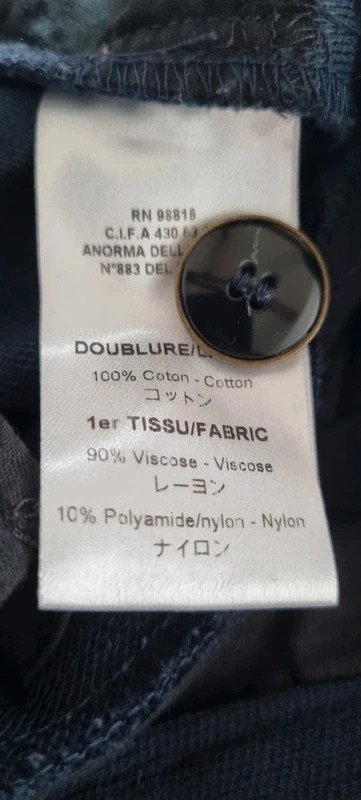 RN 98818
C.I.F.A 430 63
ANORMA DELL
N°883 DEL
DOUBLURE/L
100% Coton - Cotton
コットン
1er TISSU/FABRIC
90% Viscose - Viscose
レーヨン
10% Polyamide/nylon - Nylon
ナイロン